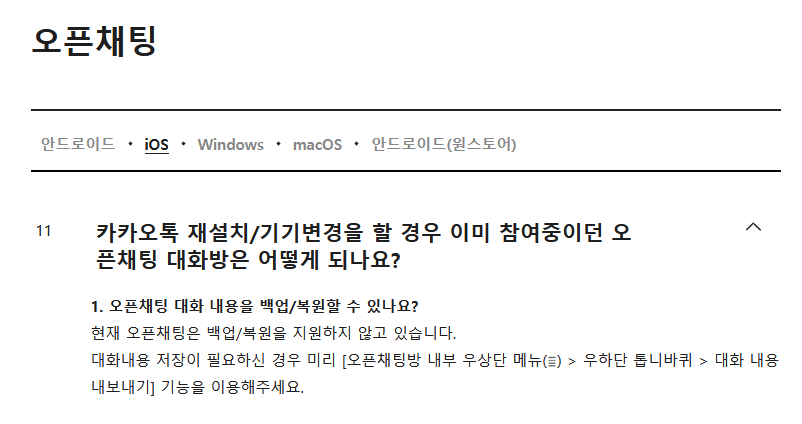 오픈채팅
안드로이드 • iOS • Windows • macOS • 안드로이드(원스토어)
11 카카오톡 재설치/기기변경을 할 경우 이미 참여중이던 오
픈채팅 대화방은 어떻게 되나요?
1. 오픈채팅 대화 내용을 백업/복원할 수 있나요?
현재 오픈채팅은 백업/복원을 지원하지 않고 있습니다.
대화내용 저장이 필요하신 경우 미리 [오픈채팅방 내부 우상단 메뉴(≡) > 우하단 톱니바퀴 > 대화 내용
내보내기] 기능을 이용해주세요.